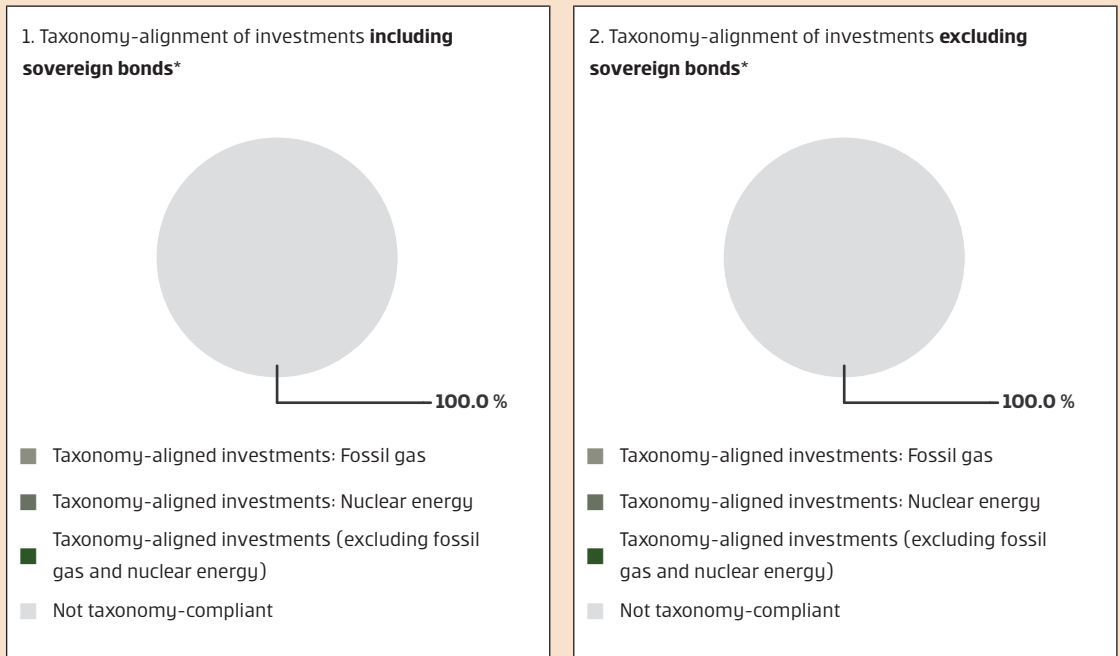 1. Taxonomy-alignment of investments including
sovereign bonds*
100.0 %
Taxonomy-aligned investments: Fossil gas
Taxonomy-aligned investments: Nuclear energy
Taxonomy-aligned investments (excluding fossil
gas and nuclear energy)
Not taxonomy-compliant
2. Taxonomy-alignment of investments excluding
sovereign bonds*
100.0 %
Taxonomy-aligned investments: Fossil gas
Taxonomy-aligned investments: Nuclear energy
Taxonomy-aligned investments (excluding fossil
gas and nuclear energy)
Not taxonomy-compliant